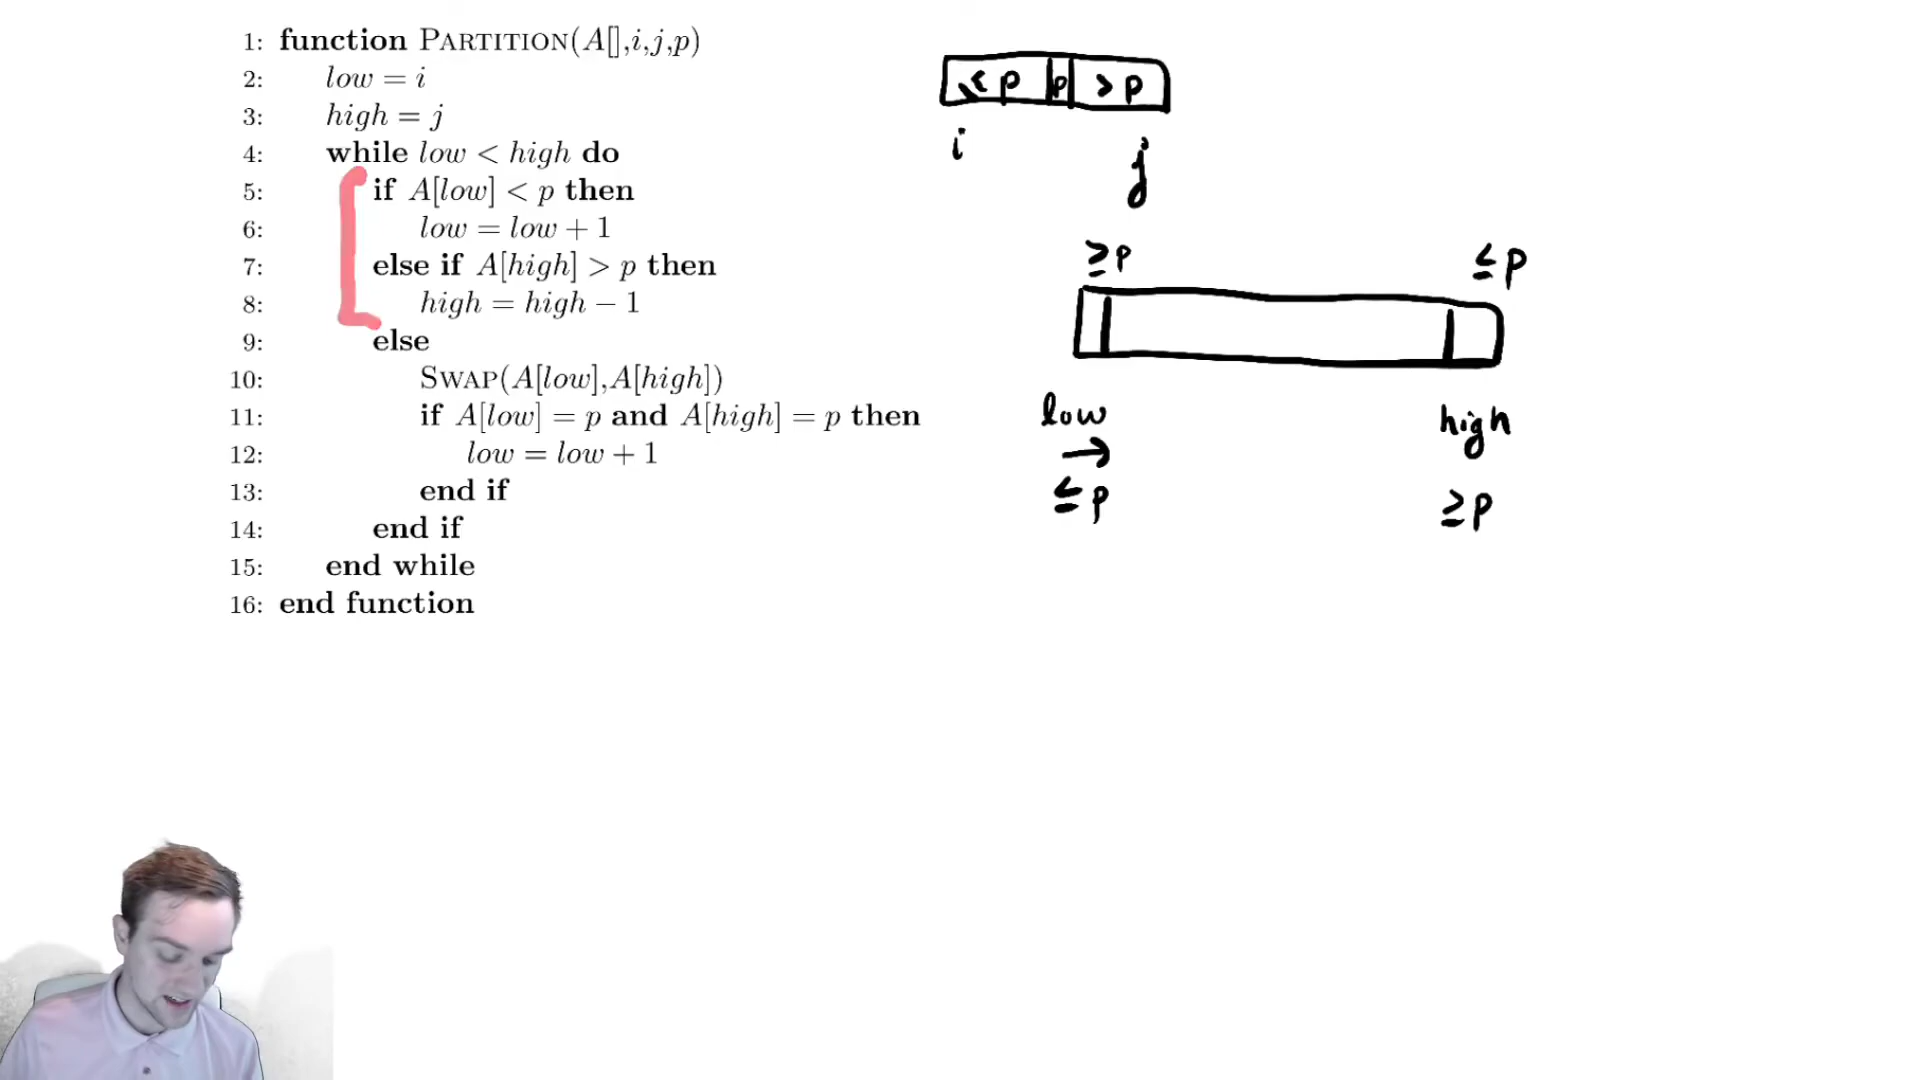 1: function PARTITION(A[],i,j,p)
2: low = i
3: high = j
4: while low < high do
5: if A[low] < p then
6: low = low + 1
7: else if A[high] > p then
8: high = high − 1
9: else
10: SWAP(A[low],A[high])
11: if A[low] = p and A[high] = p then
12: low = low + 1
13: end if
14: end if
15: end while
16: end function
< p p > p
i j
≥p ≤p
low high
→
≤p ≥p